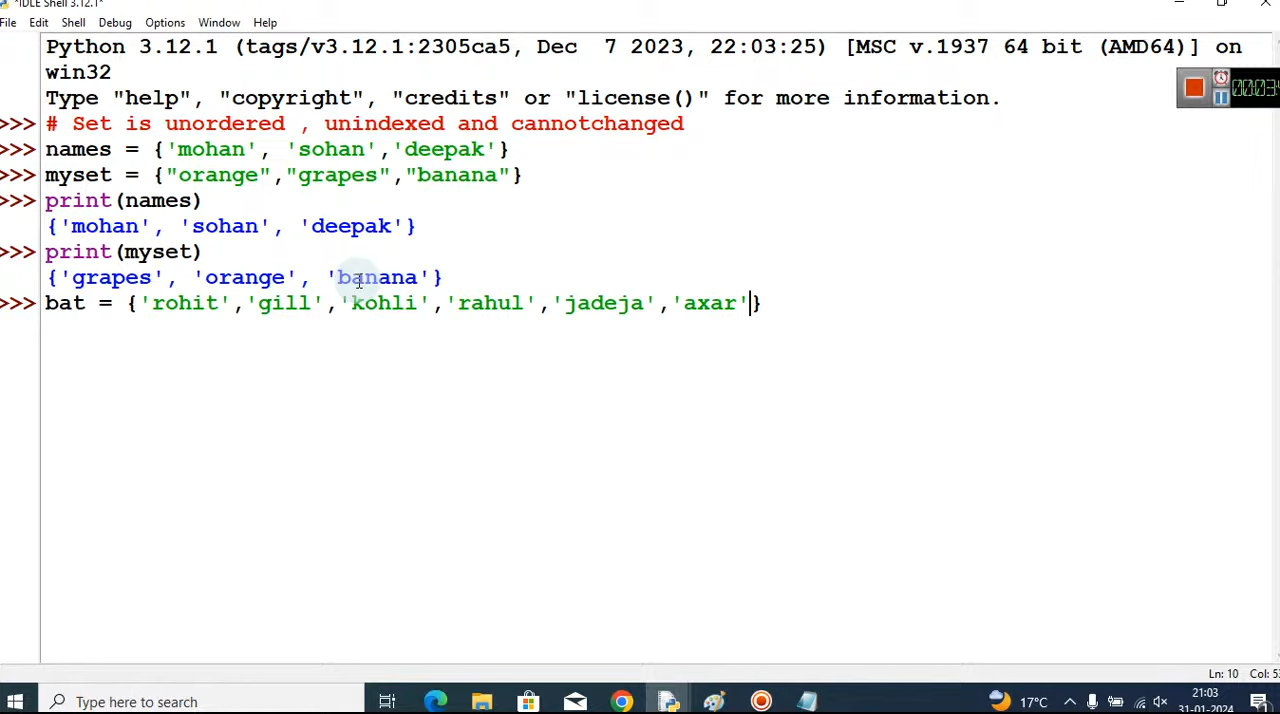 *IDLE Shell 3.12.1*
File Edit Shell Debug Options Window Help
Python 3.12.1 (tags/v3.12.1:2305ca5, Dec  7 2023, 22:03:25) [MSC v.1937 64 bit (AMD64)] on
win32
Type "help", "copyright", "credits" or "license()" for more information.
>>> # Set is unordered , unindexed and cannotchanged
>>> names = {'mohan', 'sohan','deepak'}
>>> myset = {"orange","grapes","banana"}
>>> print(names)
{'mohan', 'sohan', 'deepak'}
>>> print(myset)
{'grapes', 'orange', 'banana'}
>>> bat = {'rohit','gill','kohli','rahul','jadeja','axar'}
Ln: 10 Col: 5
Type here to search
17°C
21:03
31-01-2024